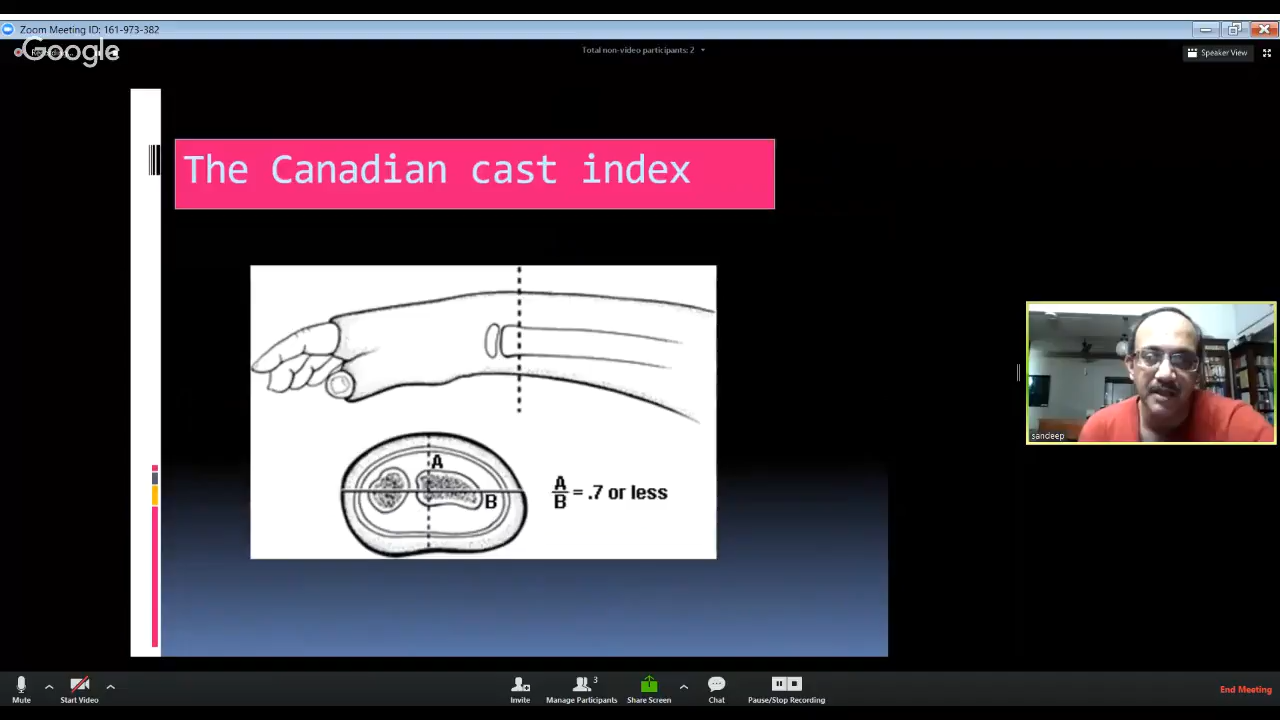 Zoom Meeting ID: 161-973-382
Google
Total non-video participants: 2
Speaker View
The Canadian cast index
A
B
A
B = .7 or less
sandeep
Mute
Start Video
Invite
3
Manage Participants
Share Screen
Chat
Pause/Stop Recording
End Meeting